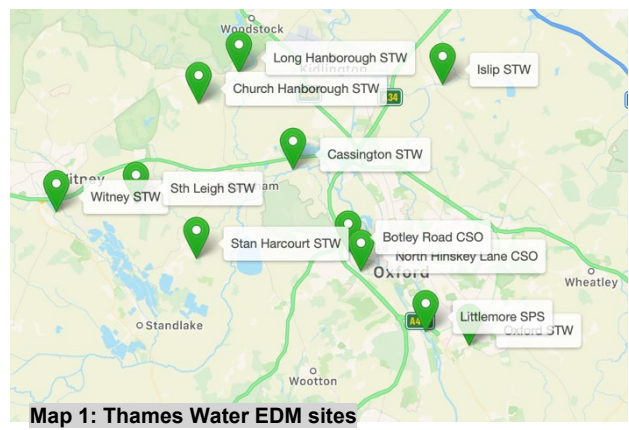 Woodstock
Long Hanborough STW
Islip STW
Church Hanborough STW
A34
Cassington STW
Witney STW
Sth Leigh STW
Stan Harcourt STW
Botley Road CSO
North Hinskey Lane CSO
Oxford
Wheatley
Littlemore SPS
Oxford STW
Standlake
Wootton
Map 1: Thames Water EDM sites